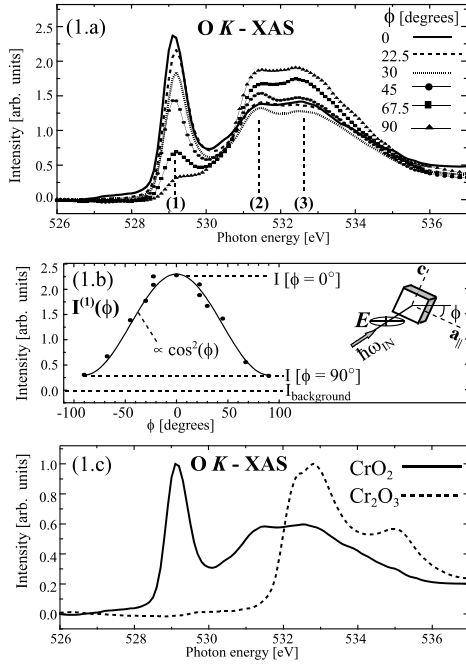 (1.a) O K - XAS
ϕ [degrees]
0
22.5
30
45
67.5
90
Intensity [arb. units]
2.5
2.0
1.5
1.0
0.5
0.0
(1)
(2)
(3)
526 528 530 532 534 536
Photon energy [eV]
(1.b)
I⁽¹⁾(ϕ)
∝ cos²(ϕ)
I [ϕ = 0°]
I [ϕ = 90°]
I background
Intensity [arb. units]
2.5
2.0
1.5
1.0
0.5
0.0
-100 -50 0 50 100
ϕ [degrees]
c
ϕ
E
a //
ħω IN
(1.c) O K - XAS
CrO₂
Cr₂O₃
Intensity [arb. units]
1.0
0.8
0.6
0.4
0.2
0.0
526 528 530 532 534 536
Photon energy [eV]